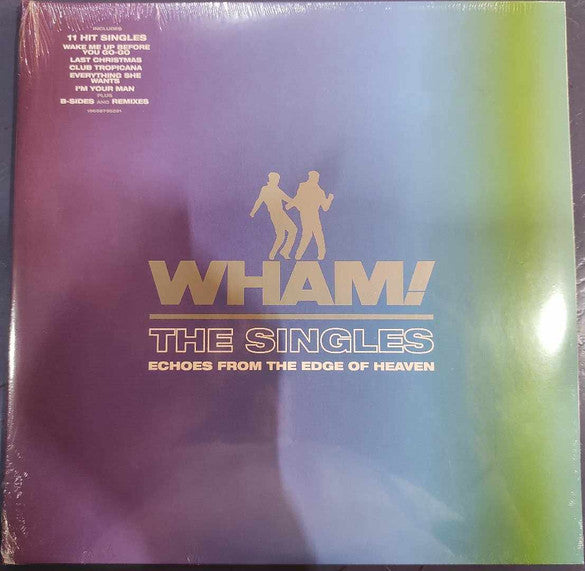 INCLUDES
11 HIT SINGLES
WAKE ME UP BEFORE
YOU GO-GO
LAST CHRISTMAS
CLUB TROPICANA
EVERYTHING SHE
WANTS
I'M YOUR MAN
PLUS
B-SIDES AND REMIXES
WHAM!
THE SINGLES
ECHOES FROM THE EDGE OF HEAVEN